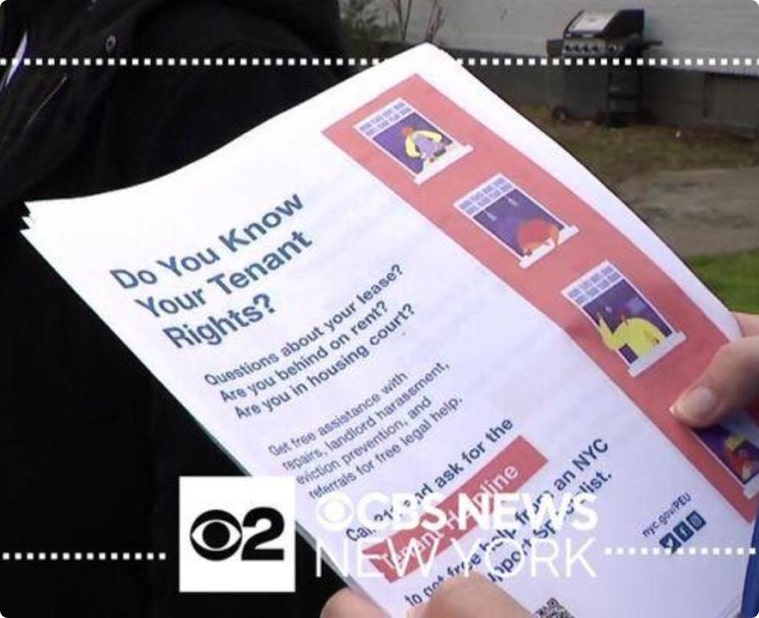 Do You Know
Your Tenant
Rights?
Questions about your lease?
Are you behind on rent?
Are you in housing court?
Get free assistance with
repairs, landlord harassment,
eviction prevention, and
referrals for free legal help.
and ask for the
Tenant
to get free help from an NYC
nyc.gov/PEU
2
CBS NEWS
NEW YORK